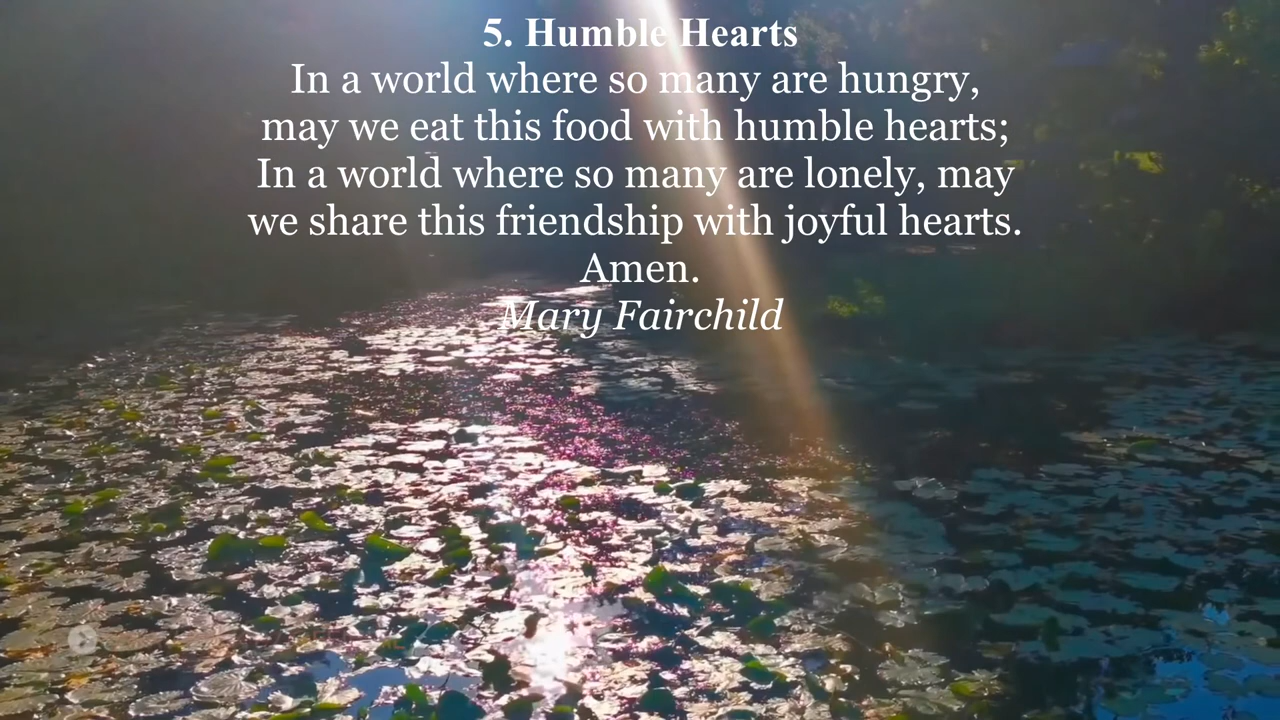 5. Humble Hearts
In a world where so many are hungry,
may we eat this food with humble hearts;
In a world where so many are lonely, may
we share this friendship with joyful hearts.
Amen.
Mary Fairchild